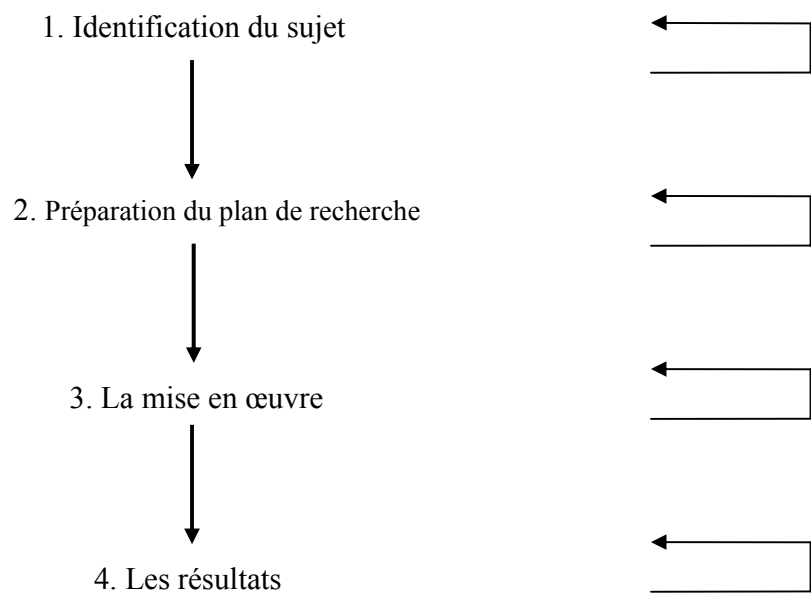 1. Identification du sujet
2. Préparation du plan de recherche
3. La mise en œuvre
4. Les résultats